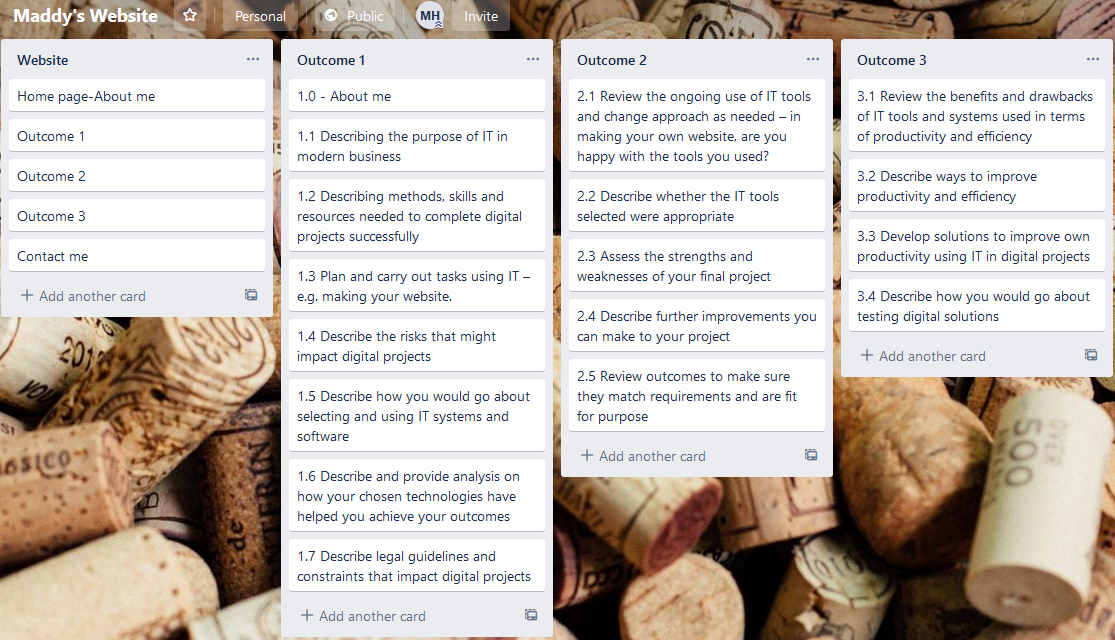 Maddy's Website
Personal
Public
MH
Invite
Website
Home page-About me
Outcome 1
Outcome 2
Outcome 3
Contact me
+ Add another card
Outcome 1
1.0 - About me
1.1 Describing the purpose of IT in
modern business
1.2 Describing methods, skills and
resources needed to complete digital
projects successfully
1.3 Plan and carry out tasks using IT –
e.g. making your website.
1.4 Describe the risks that might
impact digital projects
1.5 Describe how you would go about
selecting and using IT systems and
software
1.6 Describe and provide analysis on
how your chosen technologies have
helped you achieve your outcomes
1.7 Describe legal guidelines and
constraints that impact digital projects
+ Add another card
Outcome 2
2.1 Review the ongoing use of IT tools
and change approach as needed – in
making your own website, are you
happy with the tools you used?
2.2 Describe whether the IT tools
selected were appropriate
2.3 Assess the strengths and
weaknesses of your final project
2.4 Describe further improvements you
can make to your project
2.5 Review outcomes to make sure
they match requirements and are fit
for purpose
+ Add another card
Outcome 3
3.1 Review the benefits and drawbacks
of IT tools and systems used in terms
of productivity and efficiency
3.2 Describe ways to improve
productivity and efficiency
3.3 Develop solutions to improve own
productivity using IT in digital projects
3.4 Describe how you would go about
testing digital solutions
+ Add another card
OVER
500
de